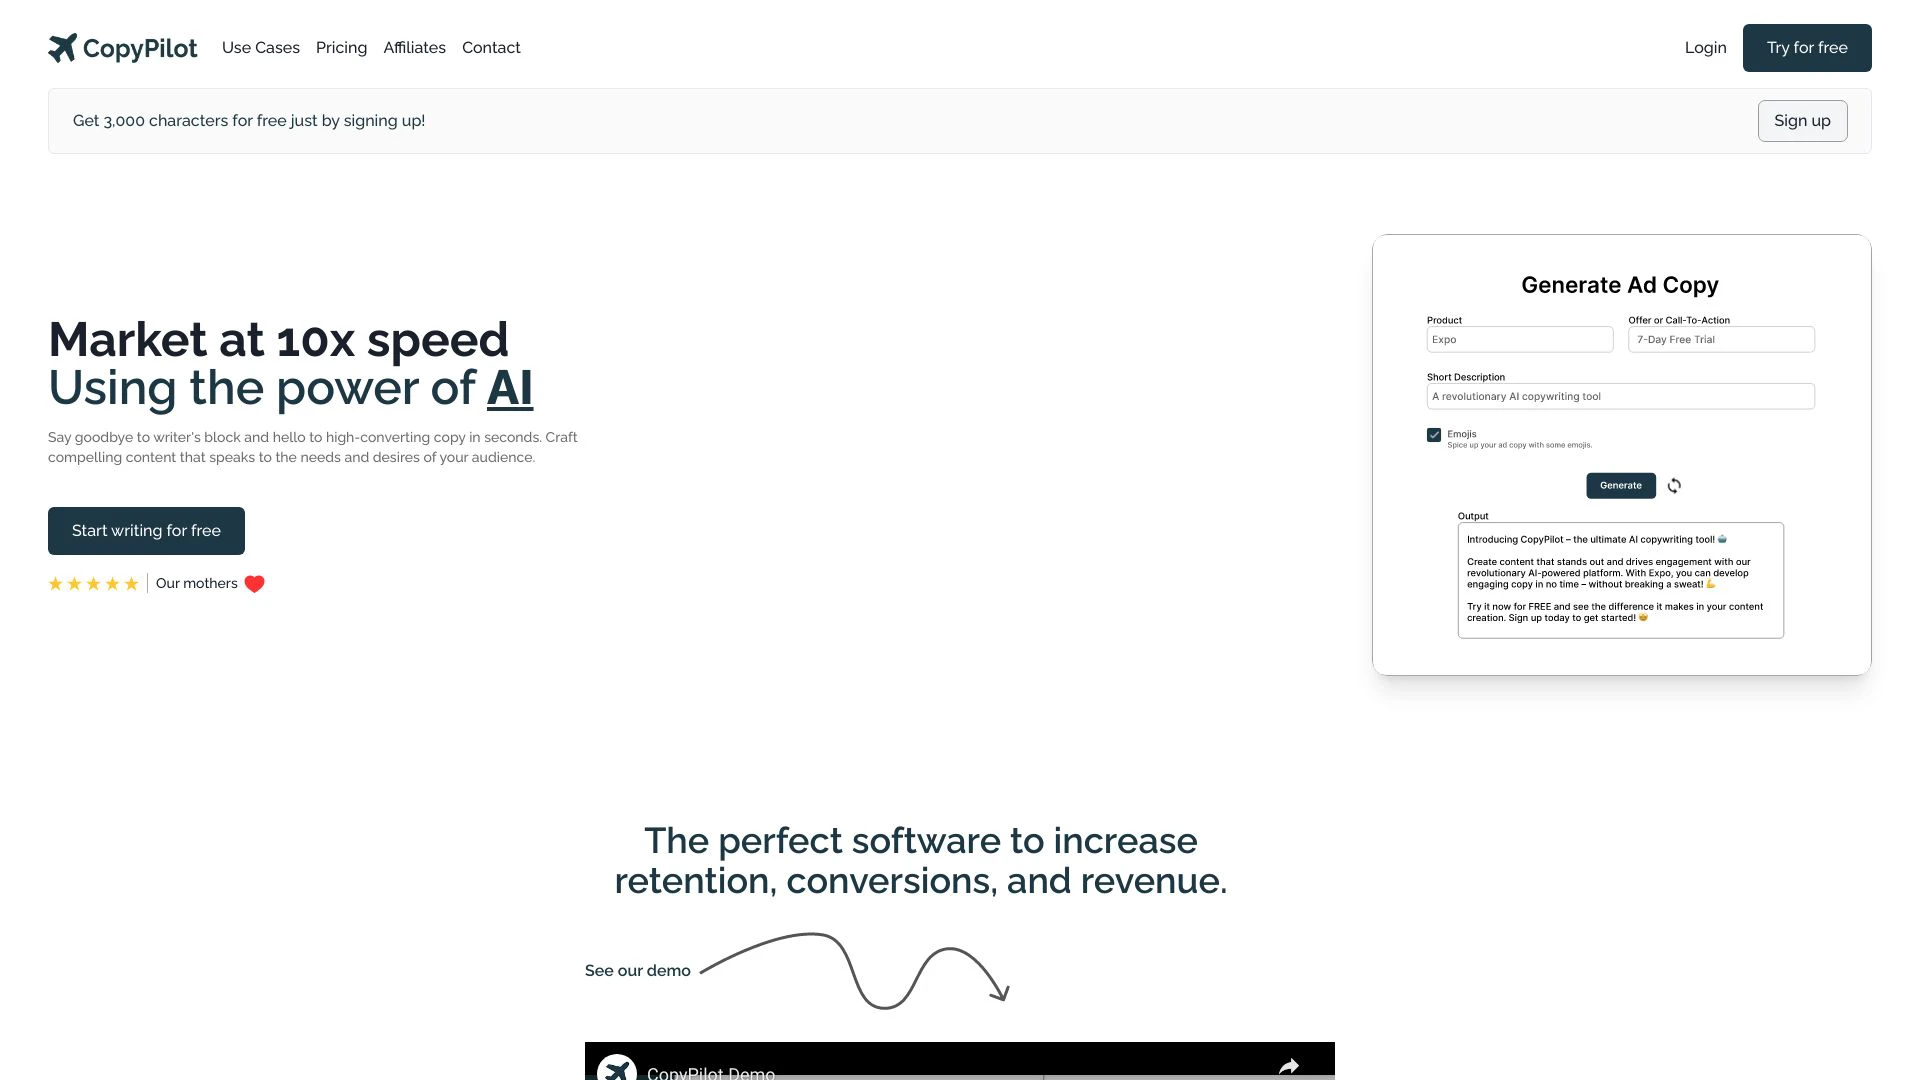 CopyPilot
Use Cases
Pricing
Affiliates
Contact
Login
Try for free
Get 3,000 characters for free just by signing up!
Sign up
Market at 10x speed
Using the power of AI
Say goodbye to writer's block and hello to high-converting copy in seconds. Craft
compelling content that speaks to the needs and desires of your audience.
Start writing for free
Our mothers
Generate Ad Copy
Product
Expo
Offer or Call-To-Action
7-Day Free Trial
Short Description
A revolutionary AI copywriting tool
Emojis
Spice up your ad copy with some emojis.
Generate
Output
Introducing CopyPilot – the ultimate AI copywriting tool! 🤖
Create content that stands out and drives engagement with our
revolutionary AI-powered platform. With Expo, you can develop
engaging copy in no time – without breaking a sweat! 💪
Try it now for FREE and see the difference it makes in your content
creation. Sign up today to get started! 🤩
The perfect software to increase
retention, conversions, and revenue.
See our demo
CopyPilot Demo